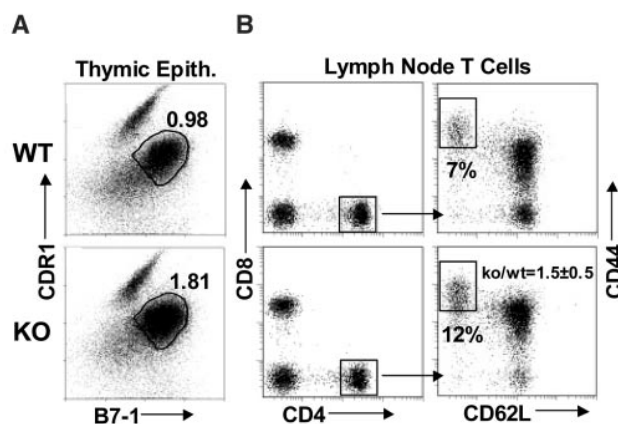 A
B
Thymic Epith.
Lymph Node T Cells
WT
0.98
7%
CDR1
CD8
CD44
KO
1.81
ko/wt=1.5±0.5
12%
B7-1
CD4
CD62L